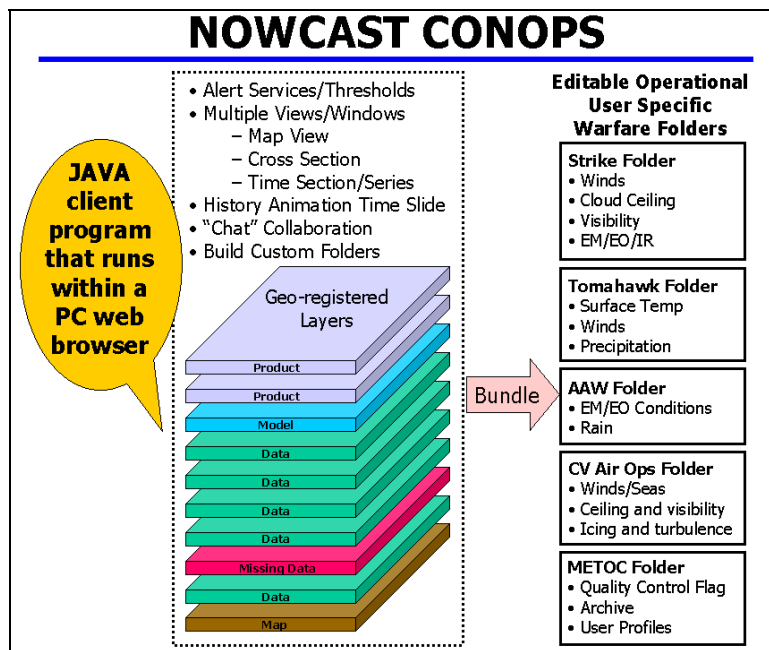 NOWCAST CONOPS
JAVA
client
program
that runs
within a
PC web
browser
• Alert Services/Thresholds
• Multiple Views/Windows
– Map View
– Cross Section
– Time Section/Series
• History Animation Time Slide
• “Chat” Collaboration
• Build Custom Folders
Geo-registered
Layers
Product
Product
Model
Data
Data
Data
Data
Missing Data
Data
Map
Bundle
Editable Operational
User Specific
Warfare Folders
Strike Folder
• Winds
• Cloud Ceiling
• Visibility
• EM/EO/IR
Tomahawk Folder
• Surface Temp
• Winds
• Precipitation
AAW Folder
• EM/EO Conditions
• Rain
CV Air Ops Folder
• Winds/Seas
• Ceiling and visibility
• Icing and turbulence
METOC Folder
• Quality Control Flag
• Archive
• User Profiles